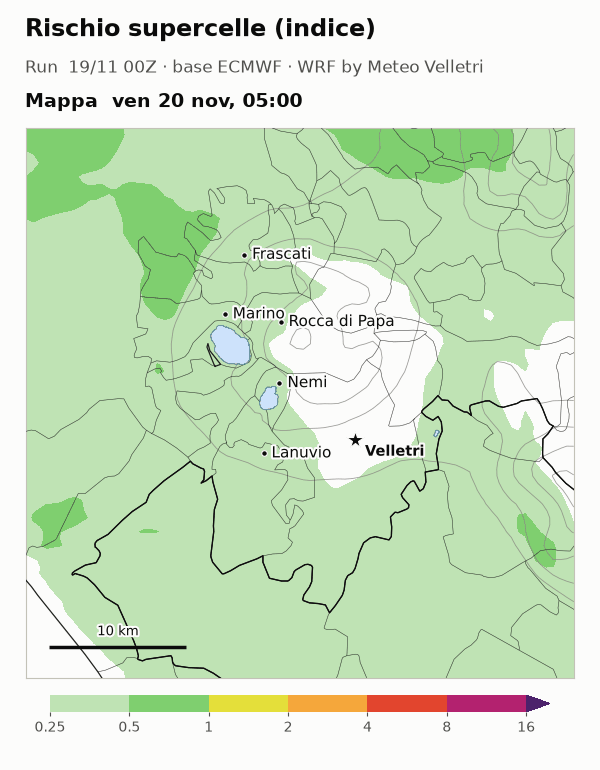 Rischio supercelle (indice)
Run  19/11 00Z · base ECMWF · WRF by Meteo Velletri
Mappa  ven 20 nov, 05:00
Frascati
Marino
Rocca di Papa
Nemi
Velletri
Lanuvio
10 km
0.25 0.5 1 2 4 8 16